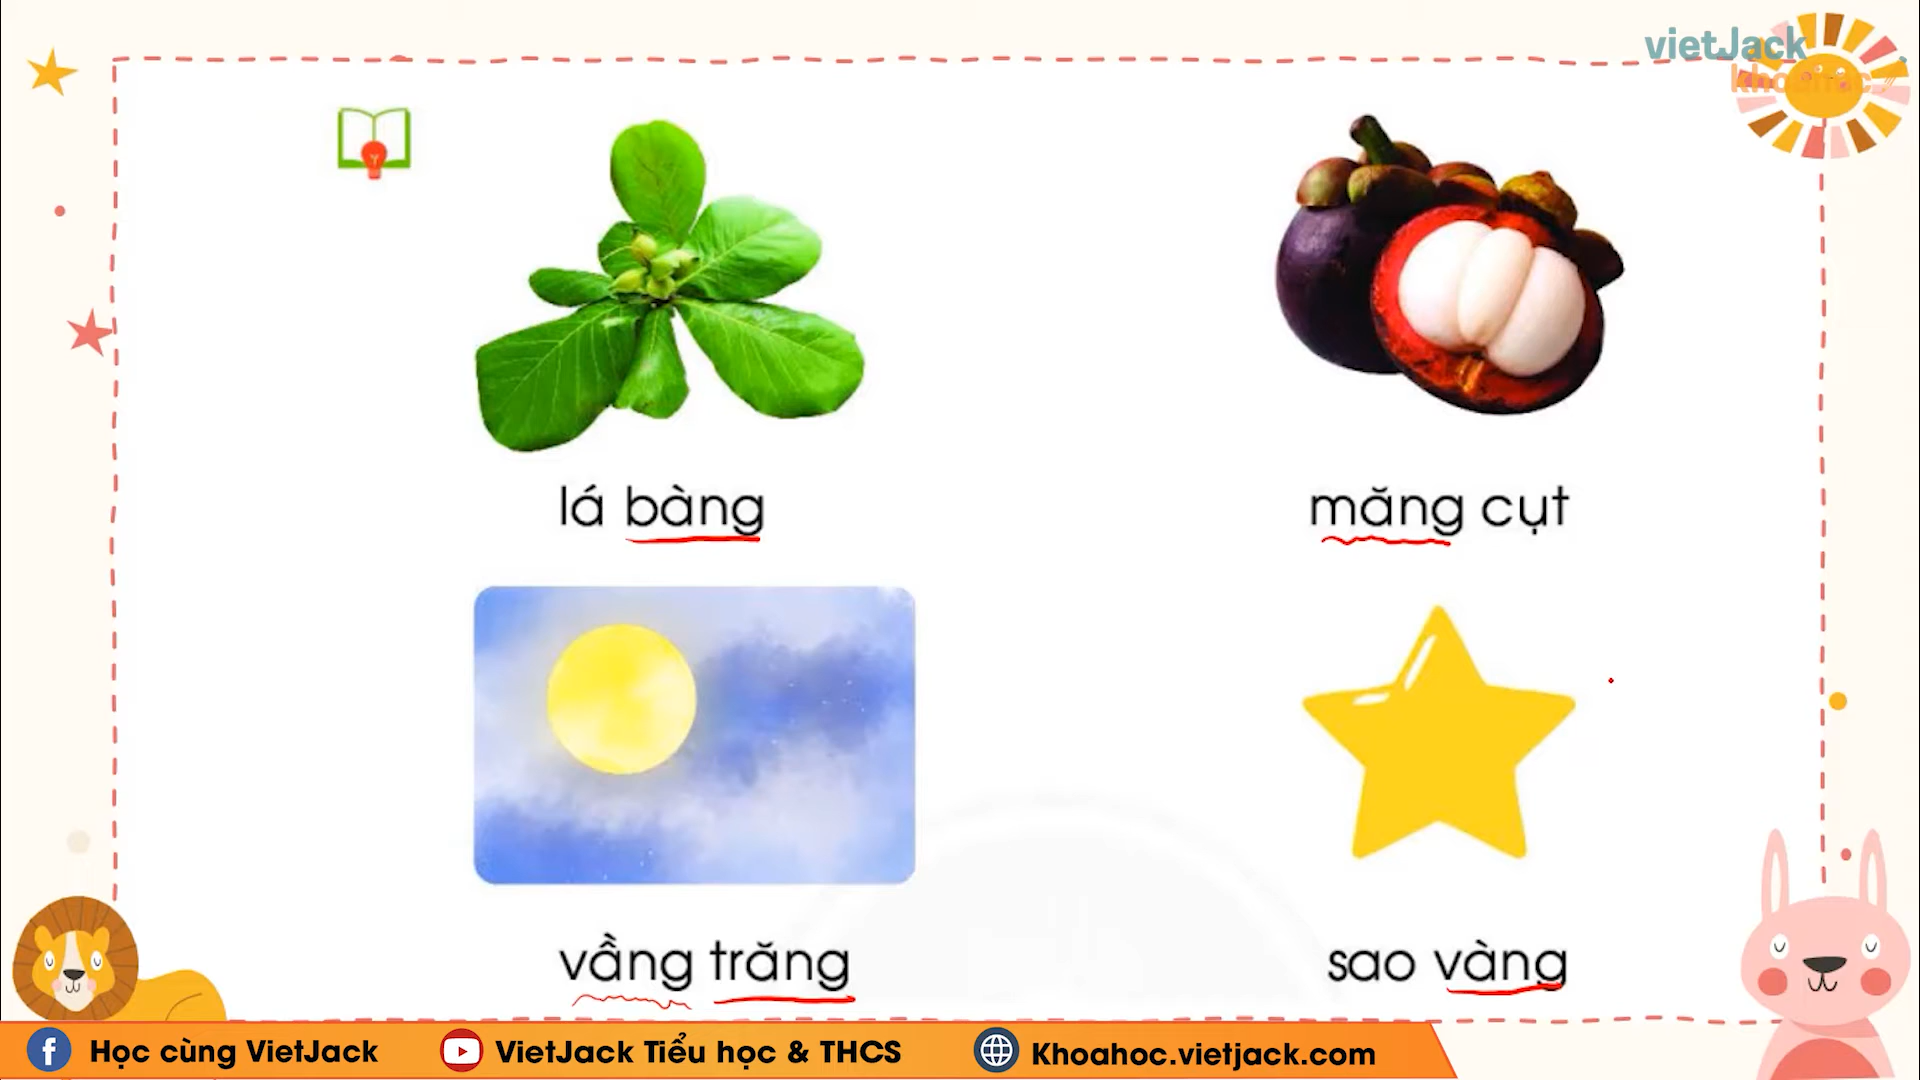 vietJack
khoahoc
lá bàng
măng cụt
vầng trăng
sao vàng
Học cùng VietJack
VietJack Tiểu học & THCS
Khoahoc.vietjack.com